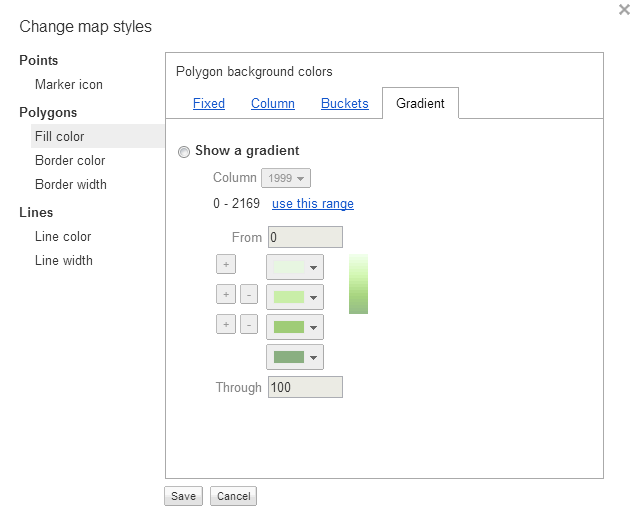 Change map styles
Points
Marker icon
Polygons
Fill color
Border color
Border width
Lines
Line color
Line width
Polygon background colors
Fixed Column Buckets Gradient
Show a gradient
Column 1999
0 - 2169 use this range
From 0
+
+ -
+ -
Through 100
Save Cancel